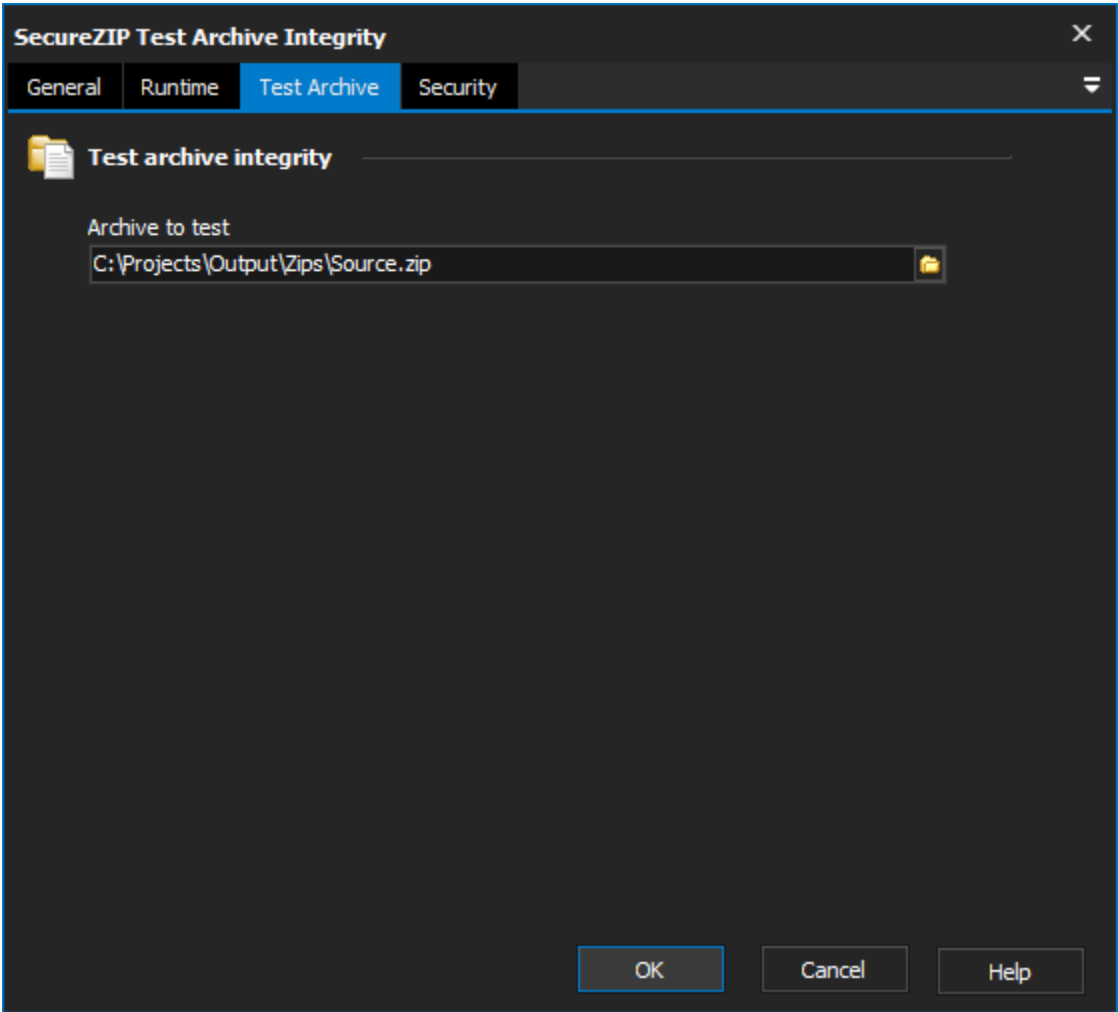 SecureZIP Test Archive Integrity
General Runtime Test Archive Security
Test archive integrity
Archive to test
C:\Projects\Output\Zips\Source.zip
OK Cancel Help